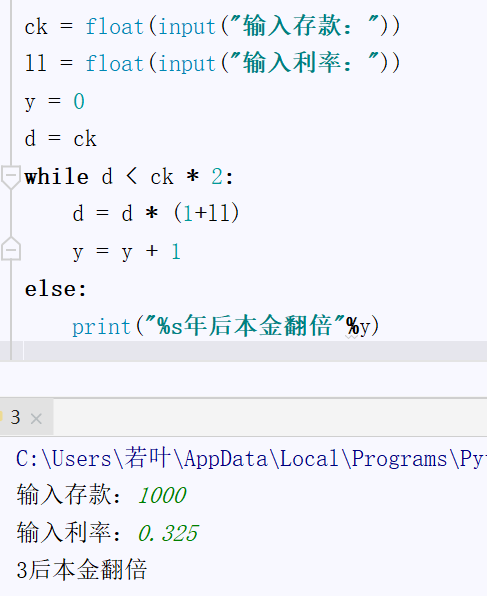 ck = float(input("输入存款："))
ll = float(input("输入利率："))
y = 0
d = ck
while d < ck * 2:
    d = d * (1+ll)
    y = y + 1
else:
    print("%s年后本金翻倍"%y)
3 ×
C:\Users\若叶\AppData\Local\Programs\Py
输入存款：1000
输入利率：0.325
3后本金翻倍